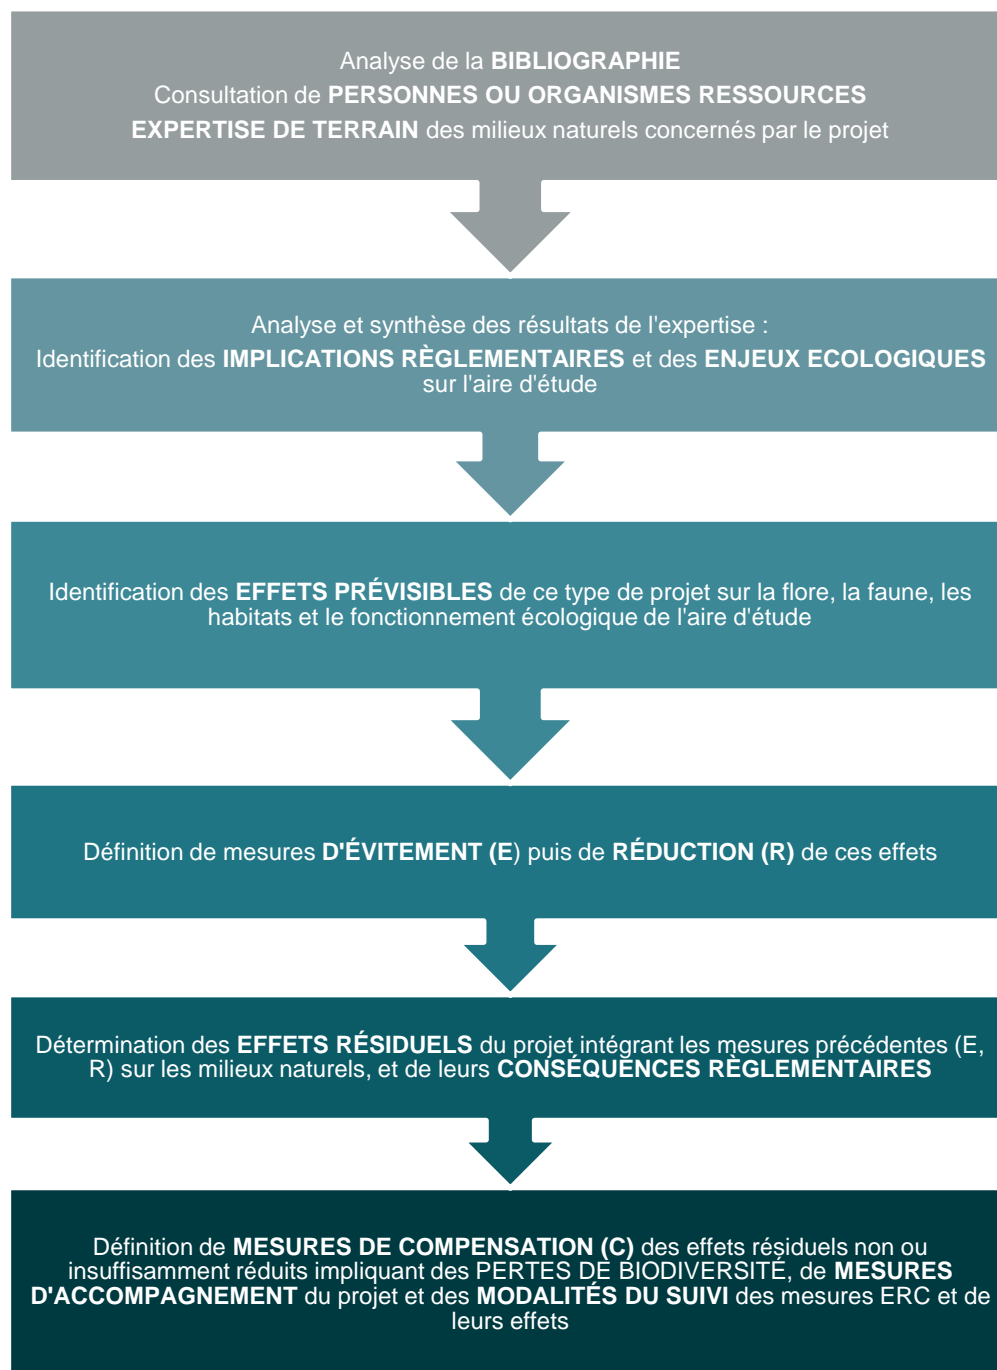 Analyse de la BIBLIOGRAPHIE
Consultation de PERSONNES OU ORGANISMES RESSOURCES
EXPERTISE DE TERRAIN des milieux naturels concernés par le projet
Analyse et synthèse des résultats de l'expertise :
Identification des IMPLICATIONS RÈGLEMENTAIRES et des ENJEUX ECOLOGIQUES
sur l'aire d'étude
Identification des EFFETS PRÉVISIBLES de ce type de projet sur la flore, la faune, les
habitats et le fonctionnement écologique de l'aire d'étude
Définition de mesures D'ÉVITEMENT (E) puis de RÉDUCTION (R) de ces effets
Détermination des EFFETS RÉSIDUELS du projet intégrant les mesures précédentes (E,
R) sur les milieux naturels, et de leurs CONSÉQUENCES RÈGLEMENTAIRES
Définition de MESURES DE COMPENSATION (C) des effets résiduels non ou
insuffisamment réduits impliquant des PERTES DE BIODIVERSITÉ, de MESURES
D'ACCOMPAGNEMENT du projet et des MODALITÉS DU SUIVI des mesures ERC et de
leurs effets